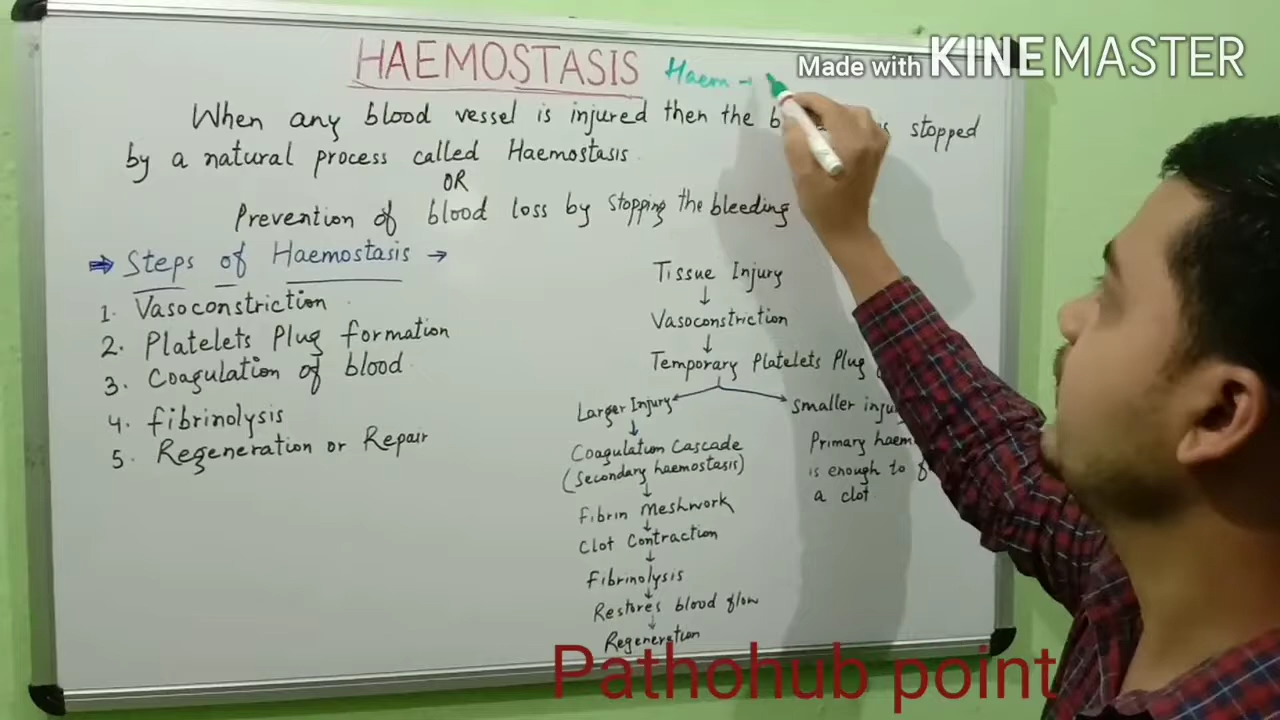 HAEMOSTASIS Haem →
Made with KINEMASTER
When any blood vessel is injured then the stopped
by a natural process called Haemostasis.
OR
Prevention of blood loss by stopping the bleeding
⇒ Steps of Haemostasis →
1. Vasoconstriction
2. Platelets Plug formation
3. Coagulation of blood
4. fibrinolysis
5. Regeneration or Repair
Tissue Injury
↓
Vasoconstriction
↓
Temporary Platelets Plug
Larger Injury
↓
Coagulation Cascade
(Secondary haemostasis)
↓
Fibrin Meshwork
↓
Clot Contraction
↓
Fibrinolysis
↓
Restores blood flow
↓
Regeneration
smaller
Primary
is enough to
a clot
Pathohub point